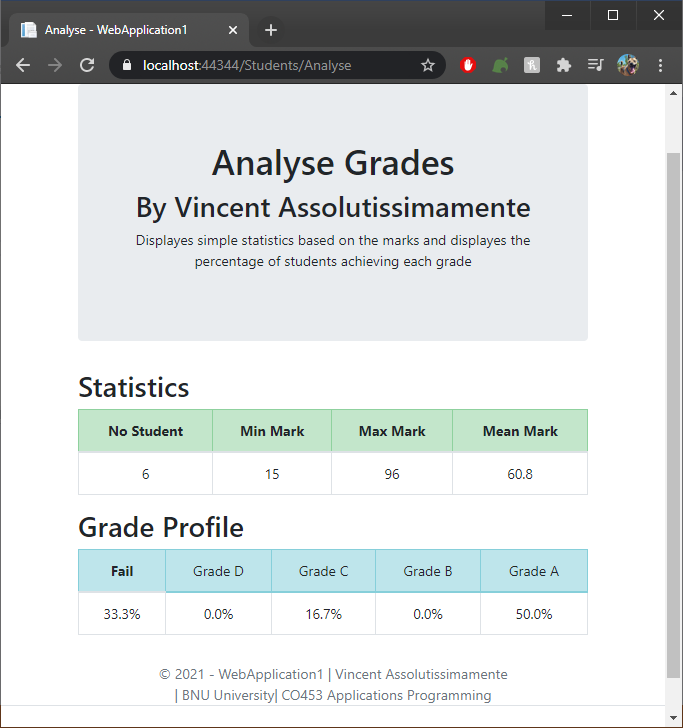 Analyse - WebApplication1
localhost:44344/Students/Analyse
Analyse Grades
By Vincent Assolutissimamente
Displayes simple statistics based on the marks and displayes the
percentage of students achieving each grade
Statistics
No Student Min Mark Max Mark Mean Mark
6 15 96 60.8
Grade Profile
Fail Grade D Grade C Grade B Grade A
33.3% 0.0% 16.7% 0.0% 50.0%
© 2021 - WebApplication1 | Vincent Assolutissimamente
| BNU University| CO453 Applications Programming